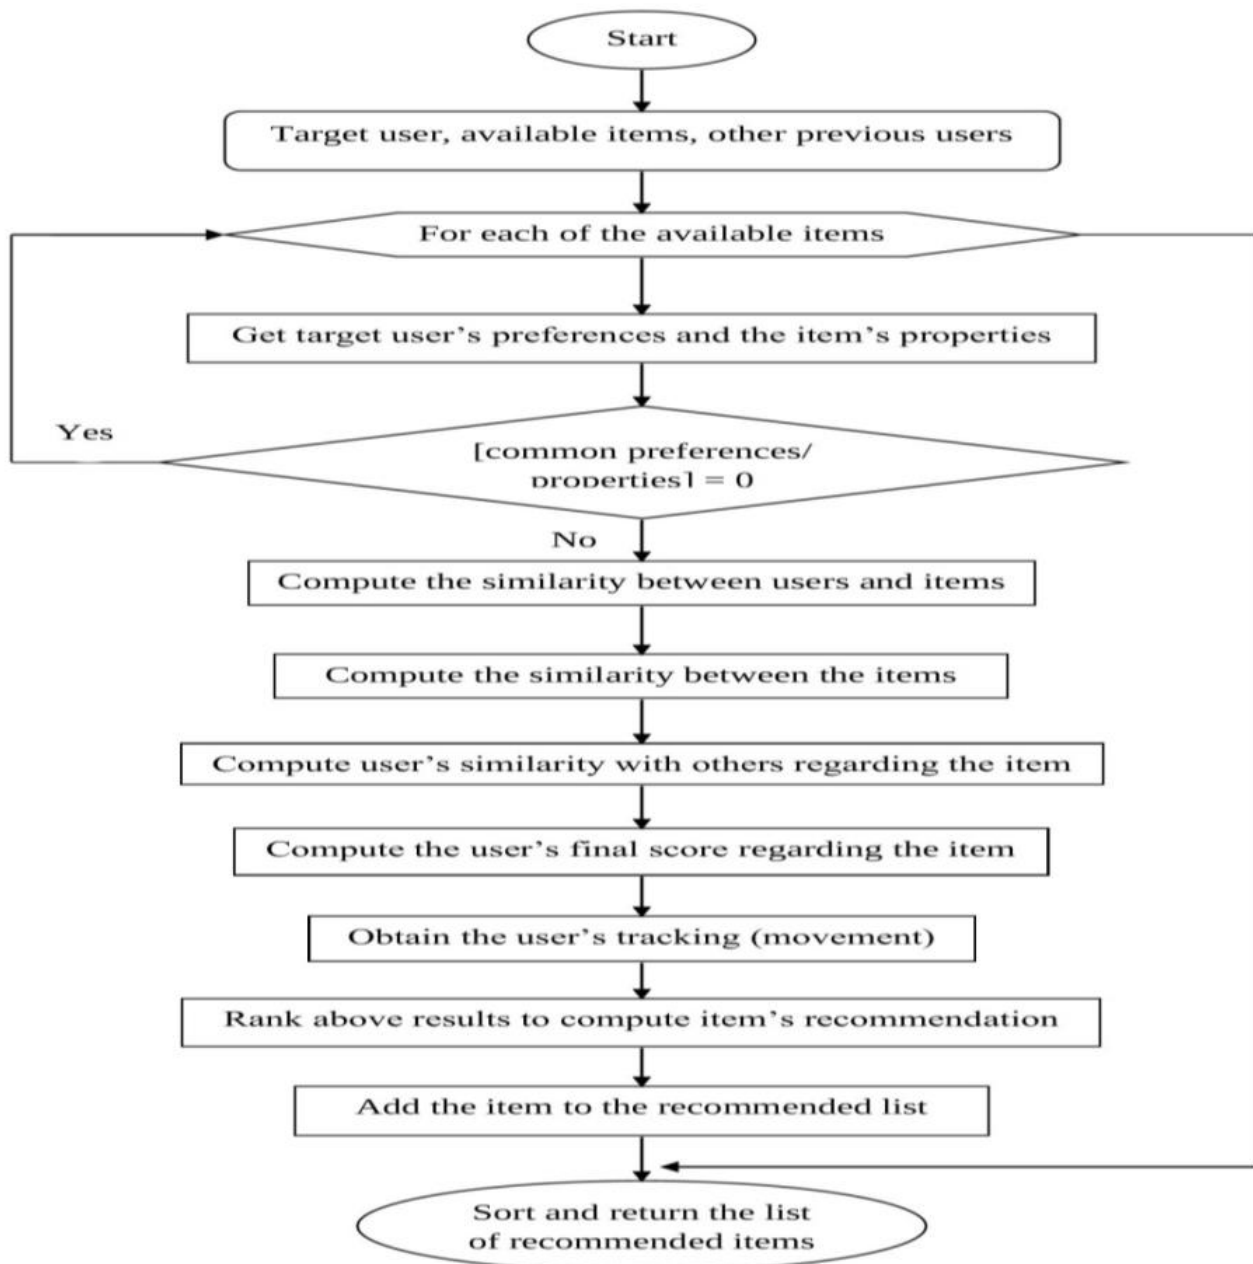 Start
Target user, available items, other previous users
For each of the available items
Get target user’s preferences and the item’s properties
Yes
[common preferences/
properties] = 0
No
Compute the similarity between users and items
Compute the similarity between the items
Compute user’s similarity with others regarding the item
Compute the user’s final score regarding the item
Obtain the user’s tracking (movement)
Rank above results to compute item’s recommendation
Add the item to the recommended list
Sort and return the list
of recommended items